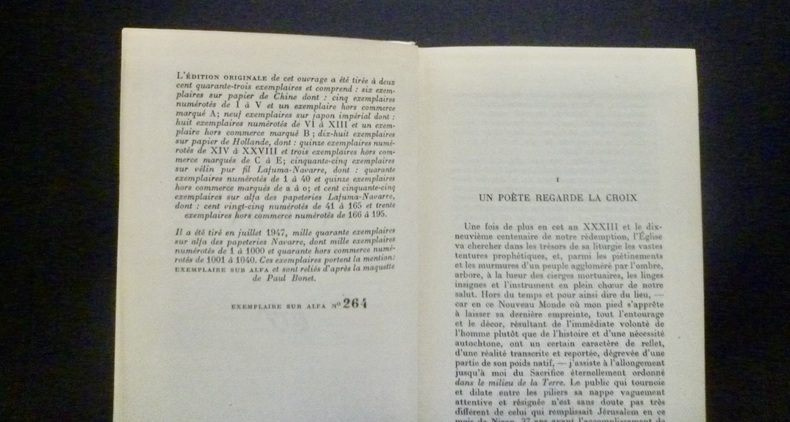 L'ÉDITION ORIGINALE de cet ouvrage a été tirée à deux
cent quarante-trois exemplaires et comprend : six exem-
plaires sur papier de Chine dont : cinq exemplaires
numérotés de I à V et un exemplaire hors commerce
marqué A; neuf exemplaires sur japon impérial dont :
huit exemplaires numérotés de VI à XIII et un exem-
plaire hors commerce marqué B ; dix-huit exemplaires
sur papier de Hollande, dont : quinze exemplaires numé-
rotés de XIV à XXVIII et trois exemplaires hors com-
merce marqués de C à E; cinquante-cinq exemplaires
sur vélin pur fil Lafuma-Navarre, dont : quarante
exemplaires numérotés de 1 à 40 et quinze exemplaires
hors commerce marqués de a à o; et cent cinquante-cinq
exemplaires sur alfa des papeteries Lafuma-Navarre,
dont : cent vingt-cinq numérotés de 41 à 165 et trente
exemplaires hors commerce numérotés de 166 à 195.
Il a été tiré en juillet 1947, mille quarante exemplaires
sur alfa des papeteries Navarre, dont mille exemplaires
numérotés de 1 à 1000 et quarante hors commerce numé-
rotés de 1001 à 1040. Ces exemplaires portent la mention:
EXEMPLAIRE SUR ALFA et sont reliés d'après la maquette
de Paul Bonet.
EXEMPLAIRE SUR ALFA N° 264
I
UN POÈTE REGARDE LA CROIX
Une fois de plus en cet an XXXIII et le dix-
neuvième centenaire de notre rédemption, l'Église
va chercher dans les trésors de sa liturgie les vastes
tentures prophétiques, et, parmi les piétinements
et les murmures d'un peuple aggloméré par l'ombre,
arbore, à la lueur des cierges mortuaires, les linges
insignes et l'instrument en plein chœur de notre
salut. Hors du temps et pour ainsi dire du lieu, —
car en ce Nouveau Monde où mon pied s'apprête
à laisser sa dernière empreinte, tout l'entourage
et le décor, résultant de l'immédiate volonté de
l'homme plutôt que de l'histoire et d'une nécessité
autochtone, ont un certain caractère de reflet,
d'une réalité transcrite et reportée, dégrevée d'une
partie de son poids natif, — j'assiste à l'allongement
jusqu'à moi du Sacrifice éternellement ordonné
dans le milieu de la Terre. Le public qui tournoie
et dilate entre les piliers sa nappe vaguement
attentive et résignée n'est sans doute pas très
différent de celui qui remplissait Jérusalem en ce
mois de Nisan, 37 ans avant l'accomplissement de